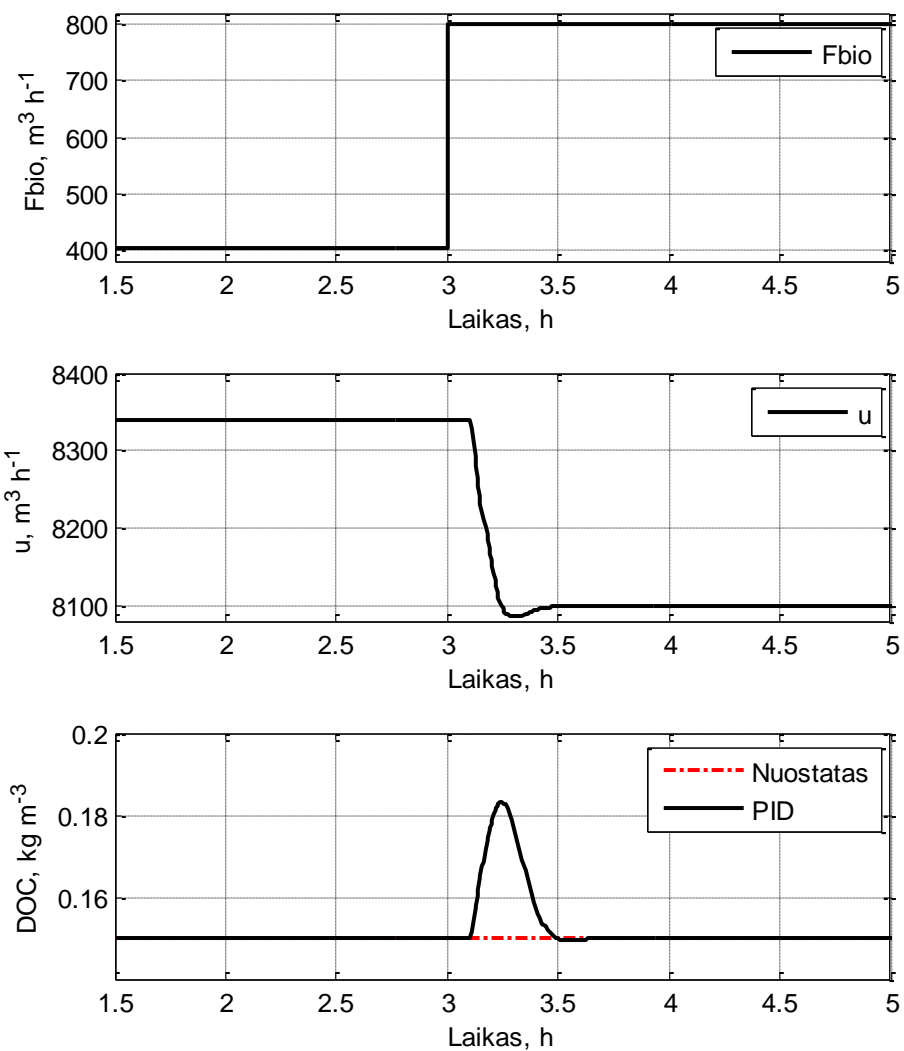 800
700
600
500
400
Fbio, m³ h⁻¹
Fbio
1.5 2 2.5 3 3.5 4 4.5 5
Laikas, h
8400
8300
8200
8100
u, m³ h⁻¹
u
1.5 2 2.5 3 3.5 4 4.5 5
Laikas, h
0.2
0.18
0.16
DOC, kg m⁻³
Nuostatas
PID
1.5 2 2.5 3 3.5 4 4.5 5
Laikas, h